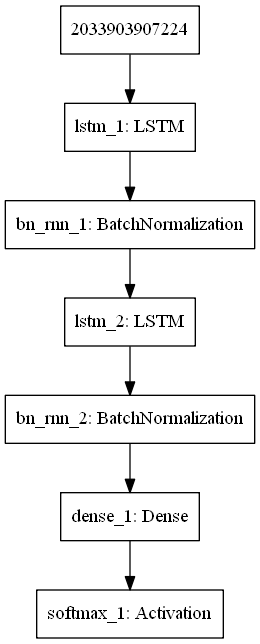 2033903907224
lstm_1: LSTM
bn_rnn_1: BatchNormalization
lstm_2: LSTM
bn_rnn_2: BatchNormalization
dense_1: Dense
softmax_1: Activation